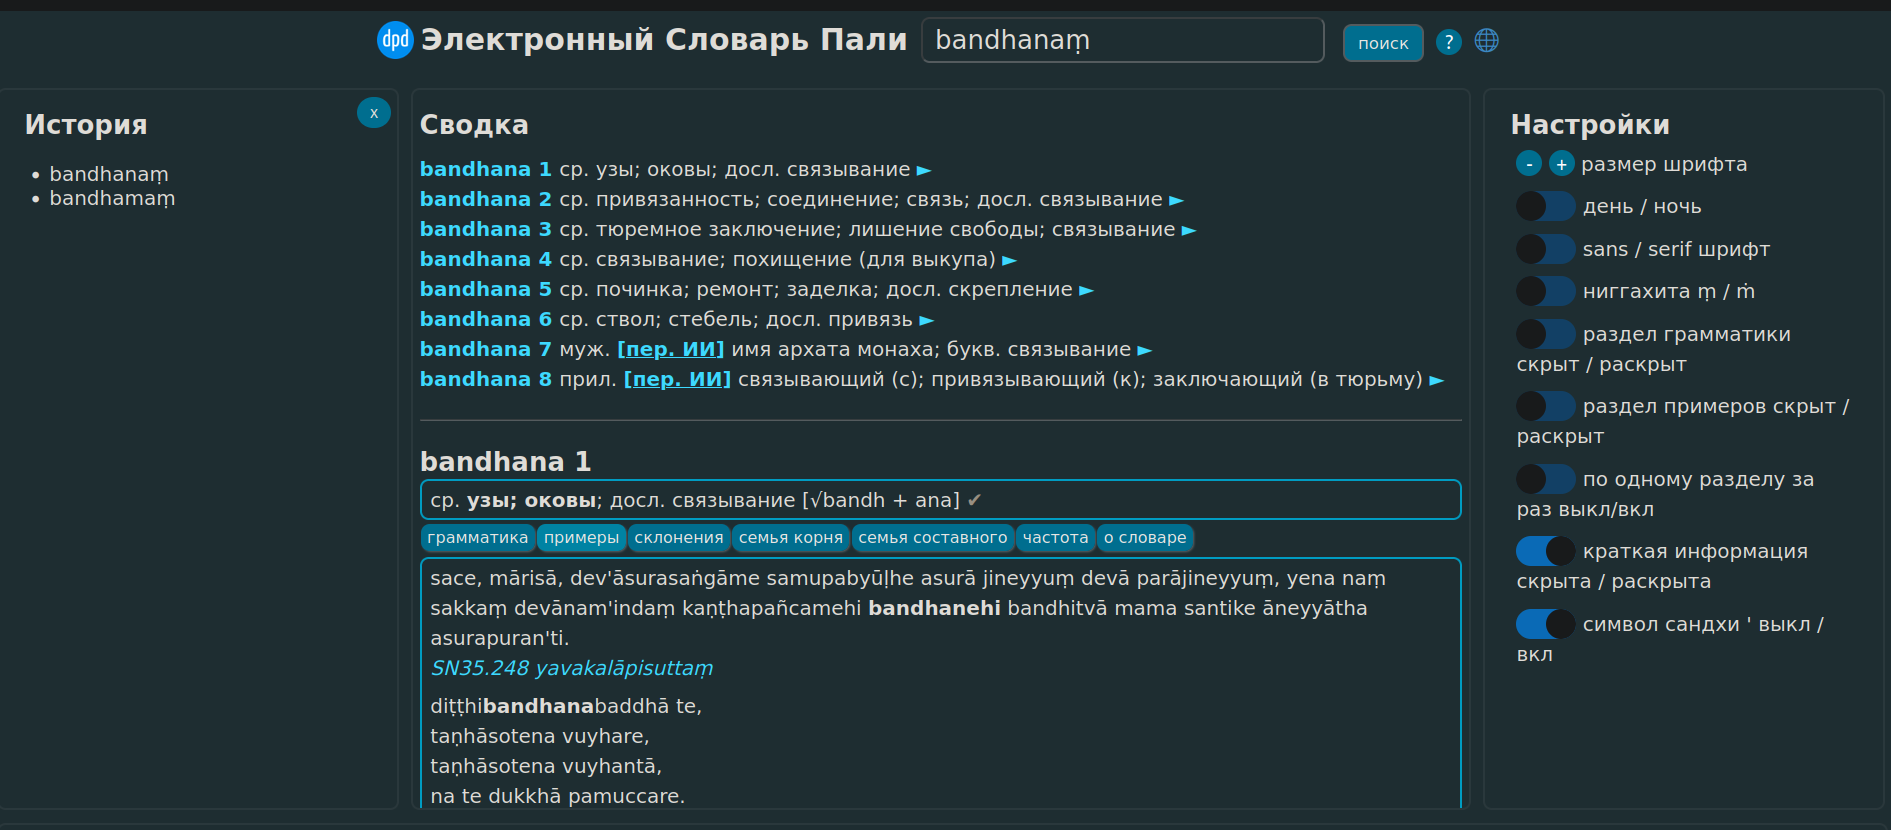 dpd Электронный Словарь Пали bandhanaṃ поиск ? 
История x
bandhanaṃ
bandhamaṃ
Сводка
bandhana 1 ср. узы; оковы; досл. связывание ►
bandhana 2 ср. привязанность; соединение; связь; досл. связывание ►
bandhana 3 ср. тюремное заключение; лишение свободы; связывание ►
bandhana 4 ср. связывание; похищение (для выкупа) ►
bandhana 5 ср. починка; ремонт; заделка; досл. скрепление ►
bandhana 6 ср. ствол; стебель; досл. привязь ►
bandhana 7 муж. [пер. ИИ] имя архата монаха; букв. связывание ►
bandhana 8 прил. [пер. ИИ] связывающий (с); привязывающий (к); заключающий (в тюрьму) ►
bandhana 1
ср. узы; оковы; досл. связывание [√bandh + ana] ✔
грамматика примеры склонения семья корня семья составного частота о словаре
sace, mārisā, dev'āsurasaṅgāme samupabyūḷhe asurā jineyyuṃ devā parājineyyuṃ, yena naṃ
sakkaṃ devānam'indaṃ kaṇṭhapañcamehi bandhanehi bandhitvā mama santike āneyyātha
asurapuran'ti.
SN35.248 yavakalāpisuttaṃ
diṭṭhibandhanabaddhā te,
taṇhāsotena vuyhare,
taṇhāsotena vuyhantā,
na te dukkhā pamuccare.
Настройки
- + размер шрифта
день / ночь
sans / serif шрифт
ниггахита ṃ / ṁ
раздел грамматики
скрыт / раскрыт
раздел примеров скрыт /
раскрыт
по одному разделу за
раз выкл/вкл
краткая информация
скрыта / раскрыта
символ сандхи ' выкл /
вкл